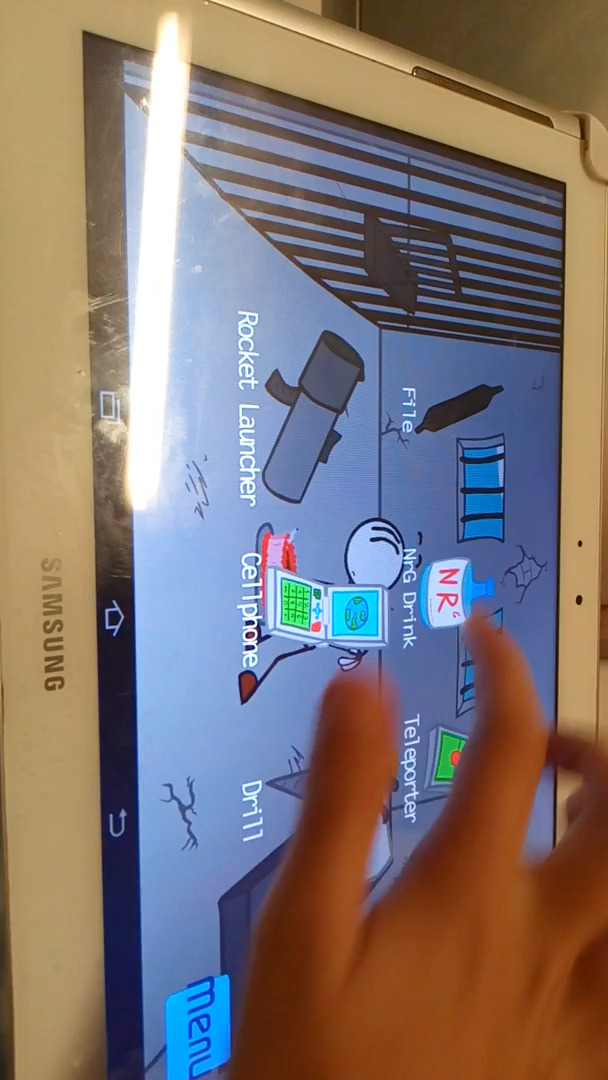 File
NrG Drink
Teleporter
NRG
Rocket Launcher
Cellphone
Drill
Menu
SAMSUNG